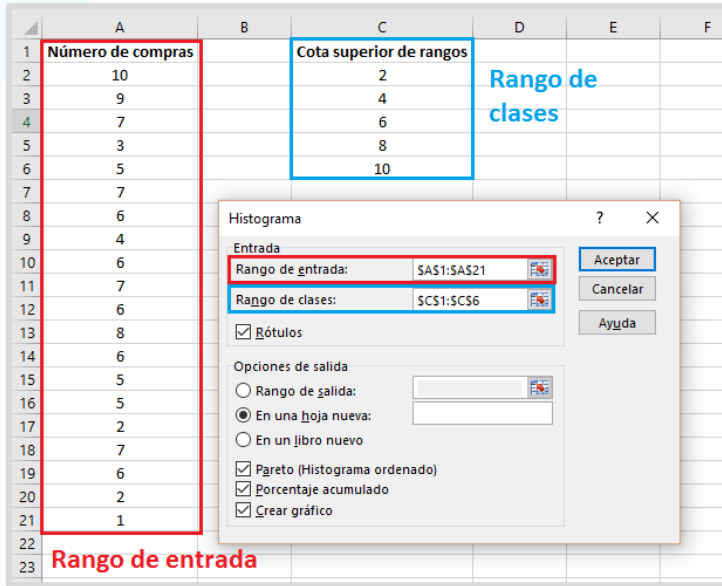 A B C D E F
1 Número de compras Cota superior de rangos
2 10 2
3 9 4
4 7 6
5 3 8
6 5 10
Rango de
clases
7 7
8 6
9 4
10 6
11 7
12 6
13 8
14 6
15 5
16 5
17 2
18 7
19 6
20 2
21 1
22
23
Rango de entrada
Histograma ? ×
Entrada
Rango de entrada: $A$1:$A$21
Rango de clases: $C$1:$C$6
Rótulos
Aceptar
Cancelar
Ayuda
Opciones de salida
Rango de salida:
En una hoja nueva:
En un libro nuevo
Pareto (Histograma ordenado)
Porcentaje acumulado
Crear gráfico